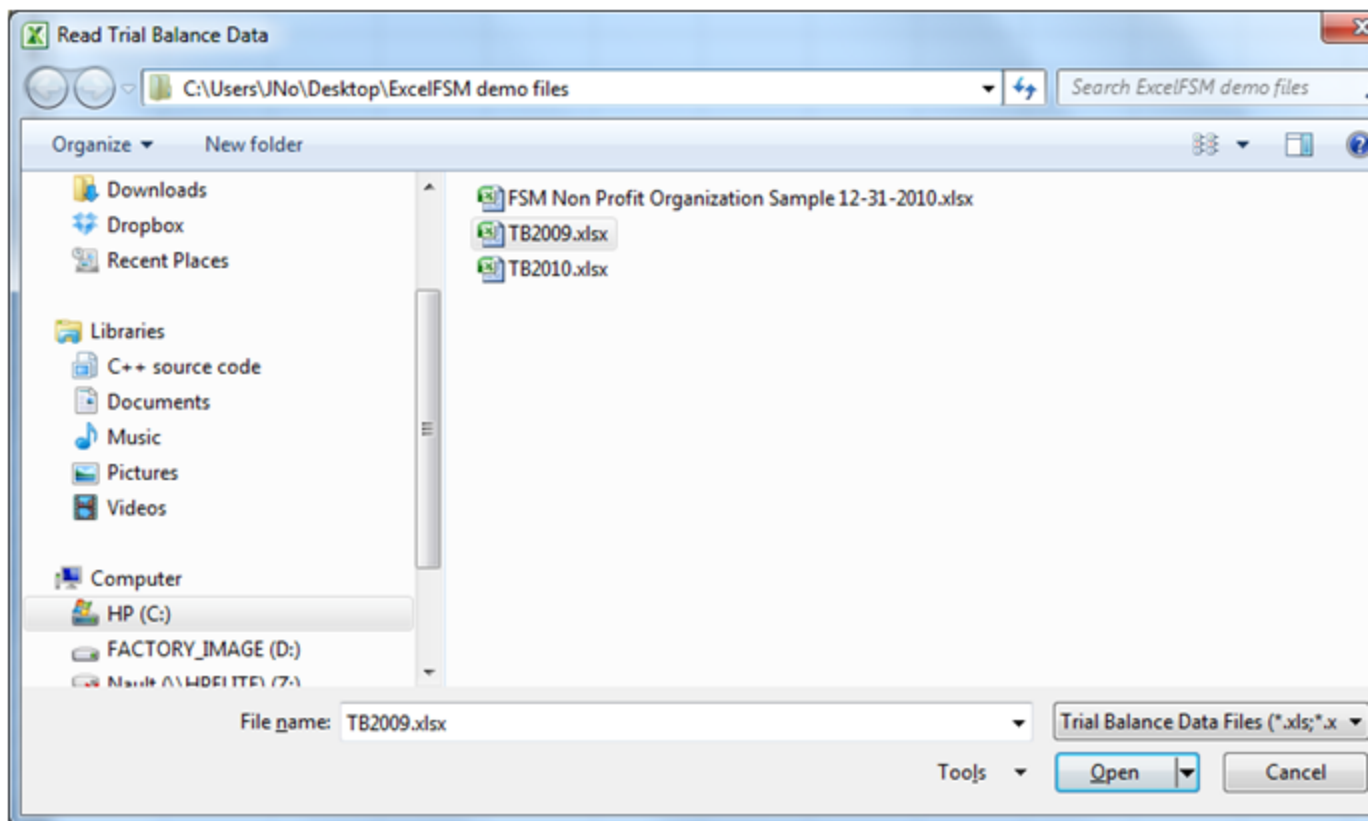 Read Trial Balance Data
C:\Users\JNo\Desktop\ExcelFSM demo files
Search ExcelFSM demo files
Organize
New folder
Downloads
Dropbox
Recent Places
Libraries
C++ source code
Documents
Music
Pictures
Videos
Computer
HP (C:)
FACTORY_IMAGE (D:)
Nault (\\HPELITE) (Z:)
FSM Non Profit Organization Sample 12-31-2010.xlsx
TB2009.xlsx
TB2010.xlsx
File name: TB2009.xlsx
Trial Balance Data Files (*.xls;*.x
Tools
Open
Cancel